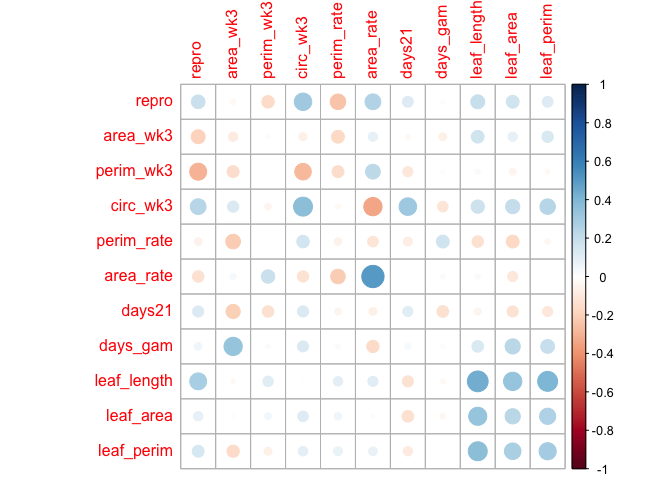 repro
area_wk3
perim_wk3
circ_wk3
perim_rate
area_rate
days21
days_gam
leaf_length
leaf_area
leaf_perim
repro
area_wk3
perim_wk3
circ_wk3
perim_rate
area_rate
days21
days_gam
leaf_length
leaf_area
leaf_perim
1
0.8
0.6
0.4
0.2
0
-0.2
-0.4
-0.6
-0.8
-1